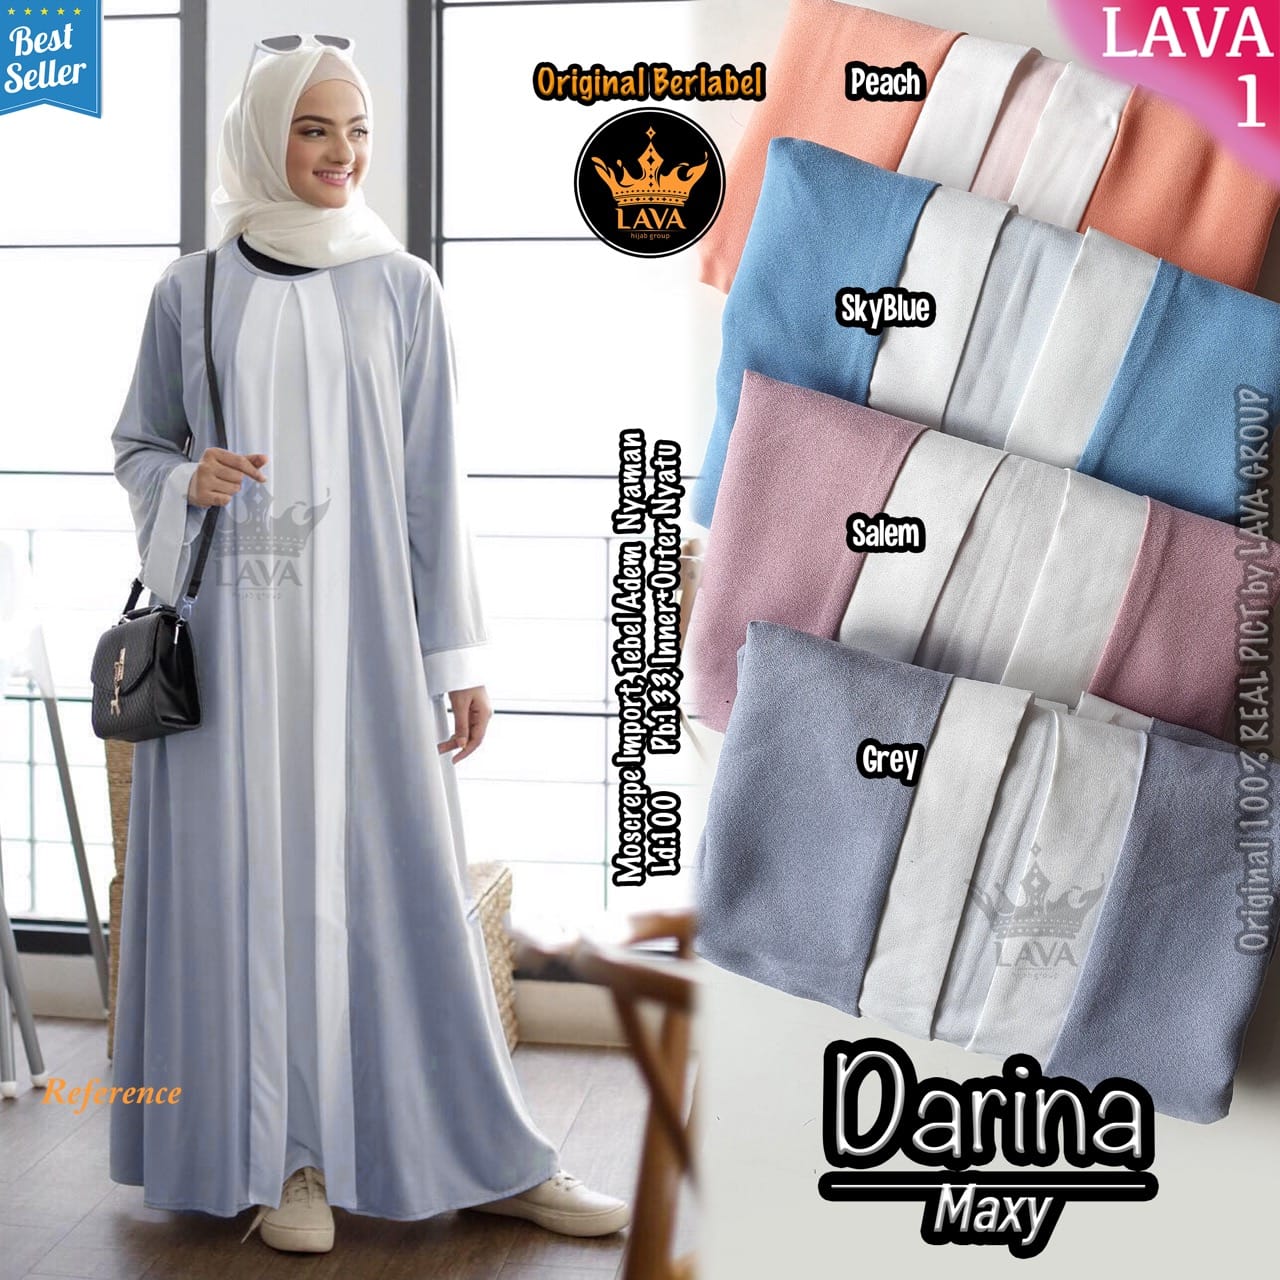 Best
Seller
LAVA
1
Original Berlabel
LAVA
hijab group
Peach
SkyBlue
Salem
Grey
Moscrepe Import, Tebel Adem Nyaman
Ld:100 Pb:133, Inner+Outer Nyatu
LAVA
Original 100% REAL PICT by LAVA GROUP
LAVA
Reference
Darina
Maxy